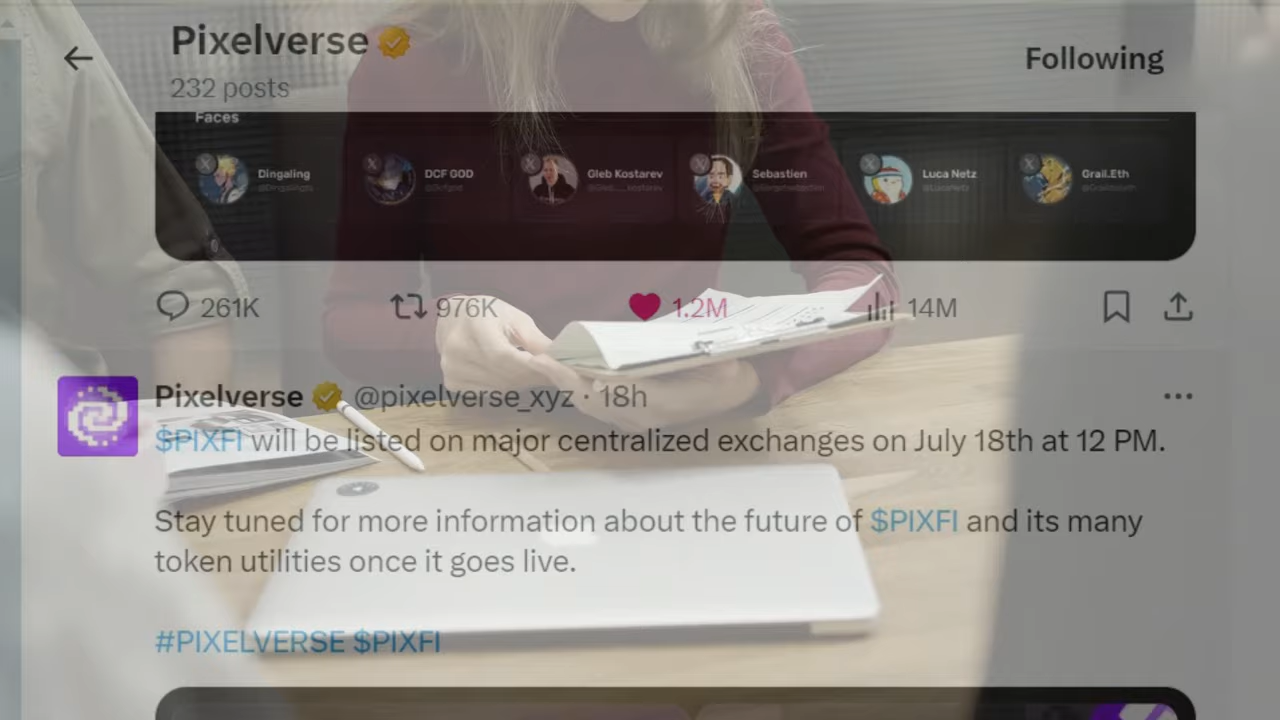 Pixelverse
232 posts
Following
Faces
Dingaling
DCF GOD
Gleb Kostarev
Sebastien
Luca Netz
Grail.Eth
261K 976K 1.2M 14M
Pixelverse @pixelverse_xyz · 18h
$PIXFI will be listed on major centralized exchanges on July 18th at 12 PM.
Stay tuned for more information about the future of $PIXFI and its many
token utilities once it goes live.
#PIXELVERSE $PIXFI